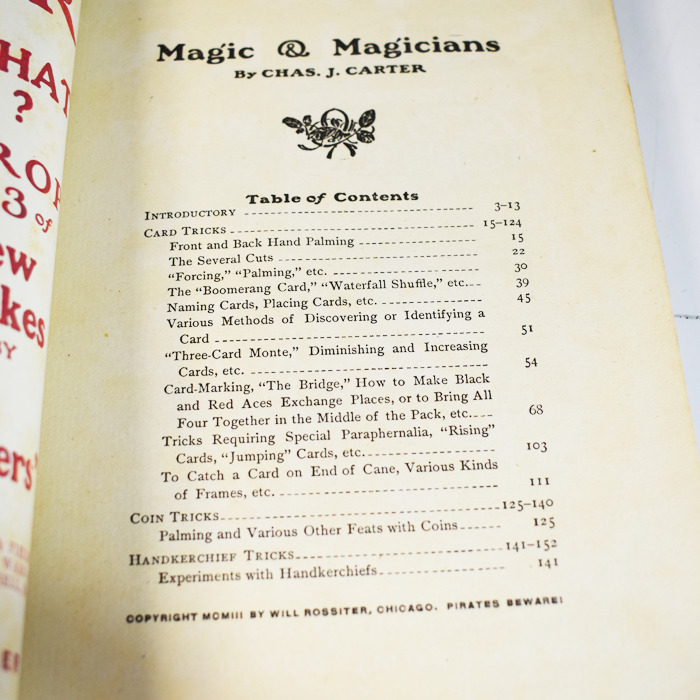 HAT
?
3 of
Magic & Magicians
By CHAS. J. CARTER
Table of Contents
INTRODUCTORY 3-13
CARD TRICKS 15-124
Front and Back Hand Palming 15
The Several Cuts 22
"Forcing," "Palming," etc. 30
The "Boomerang Card," "Waterfall Shuffle," etc. 39
Naming Cards, Placing Cards, etc. 45
Various Methods of Discovering or Identifying a
Card 51
"Three-Card Monte," Diminishing and Increasing
Cards, etc. 54
Card-Marking, "The Bridge," How to Make Black
and Red Aces Exchange Places, or to Bring All
Four Together in the Middle of the Pack, etc. 68
Tricks Requiring Special Paraphernalia, "Rising"
Cards, "Jumping" Cards, etc. 103
To Catch a Card on End of Cane, Various Kinds
of Frames, etc. 111
COIN TRICKS 125-140
Palming and Various Other Feats with Coins 125
HANDKERCHIEF TRICKS 141-152
Experiments with Handkerchiefs 141
COPYRIGHT MCMIII BY WILL ROSSITER, CHICAGO. PIRATES BEWARE!